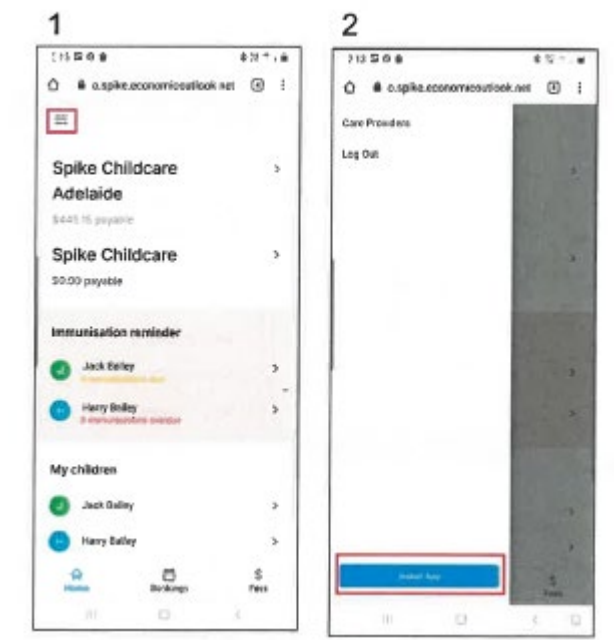 1
o.spike.economicoutlook.net
Spike Childcare
Adelaide
$445.15 payable
Spike Childcare
$0.00 payable
Immunisation reminder
Jack Bailey
Harry Bailey
My children
Jack Bailey
Harry Bailey
Home
Bookings
Fees
2
o.spike.economicoutlook.net
Care Providers
Log Out
Install App
Fees